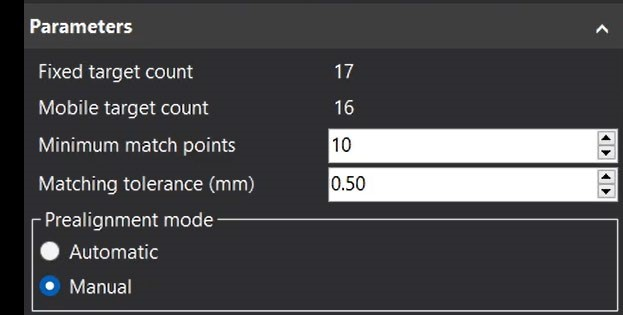 Parameters
Fixed target count 17
Mobile target count 16
Minimum match points 10
Matching tolerance (mm) 0.50
Prealignment mode
Automatic
Manual